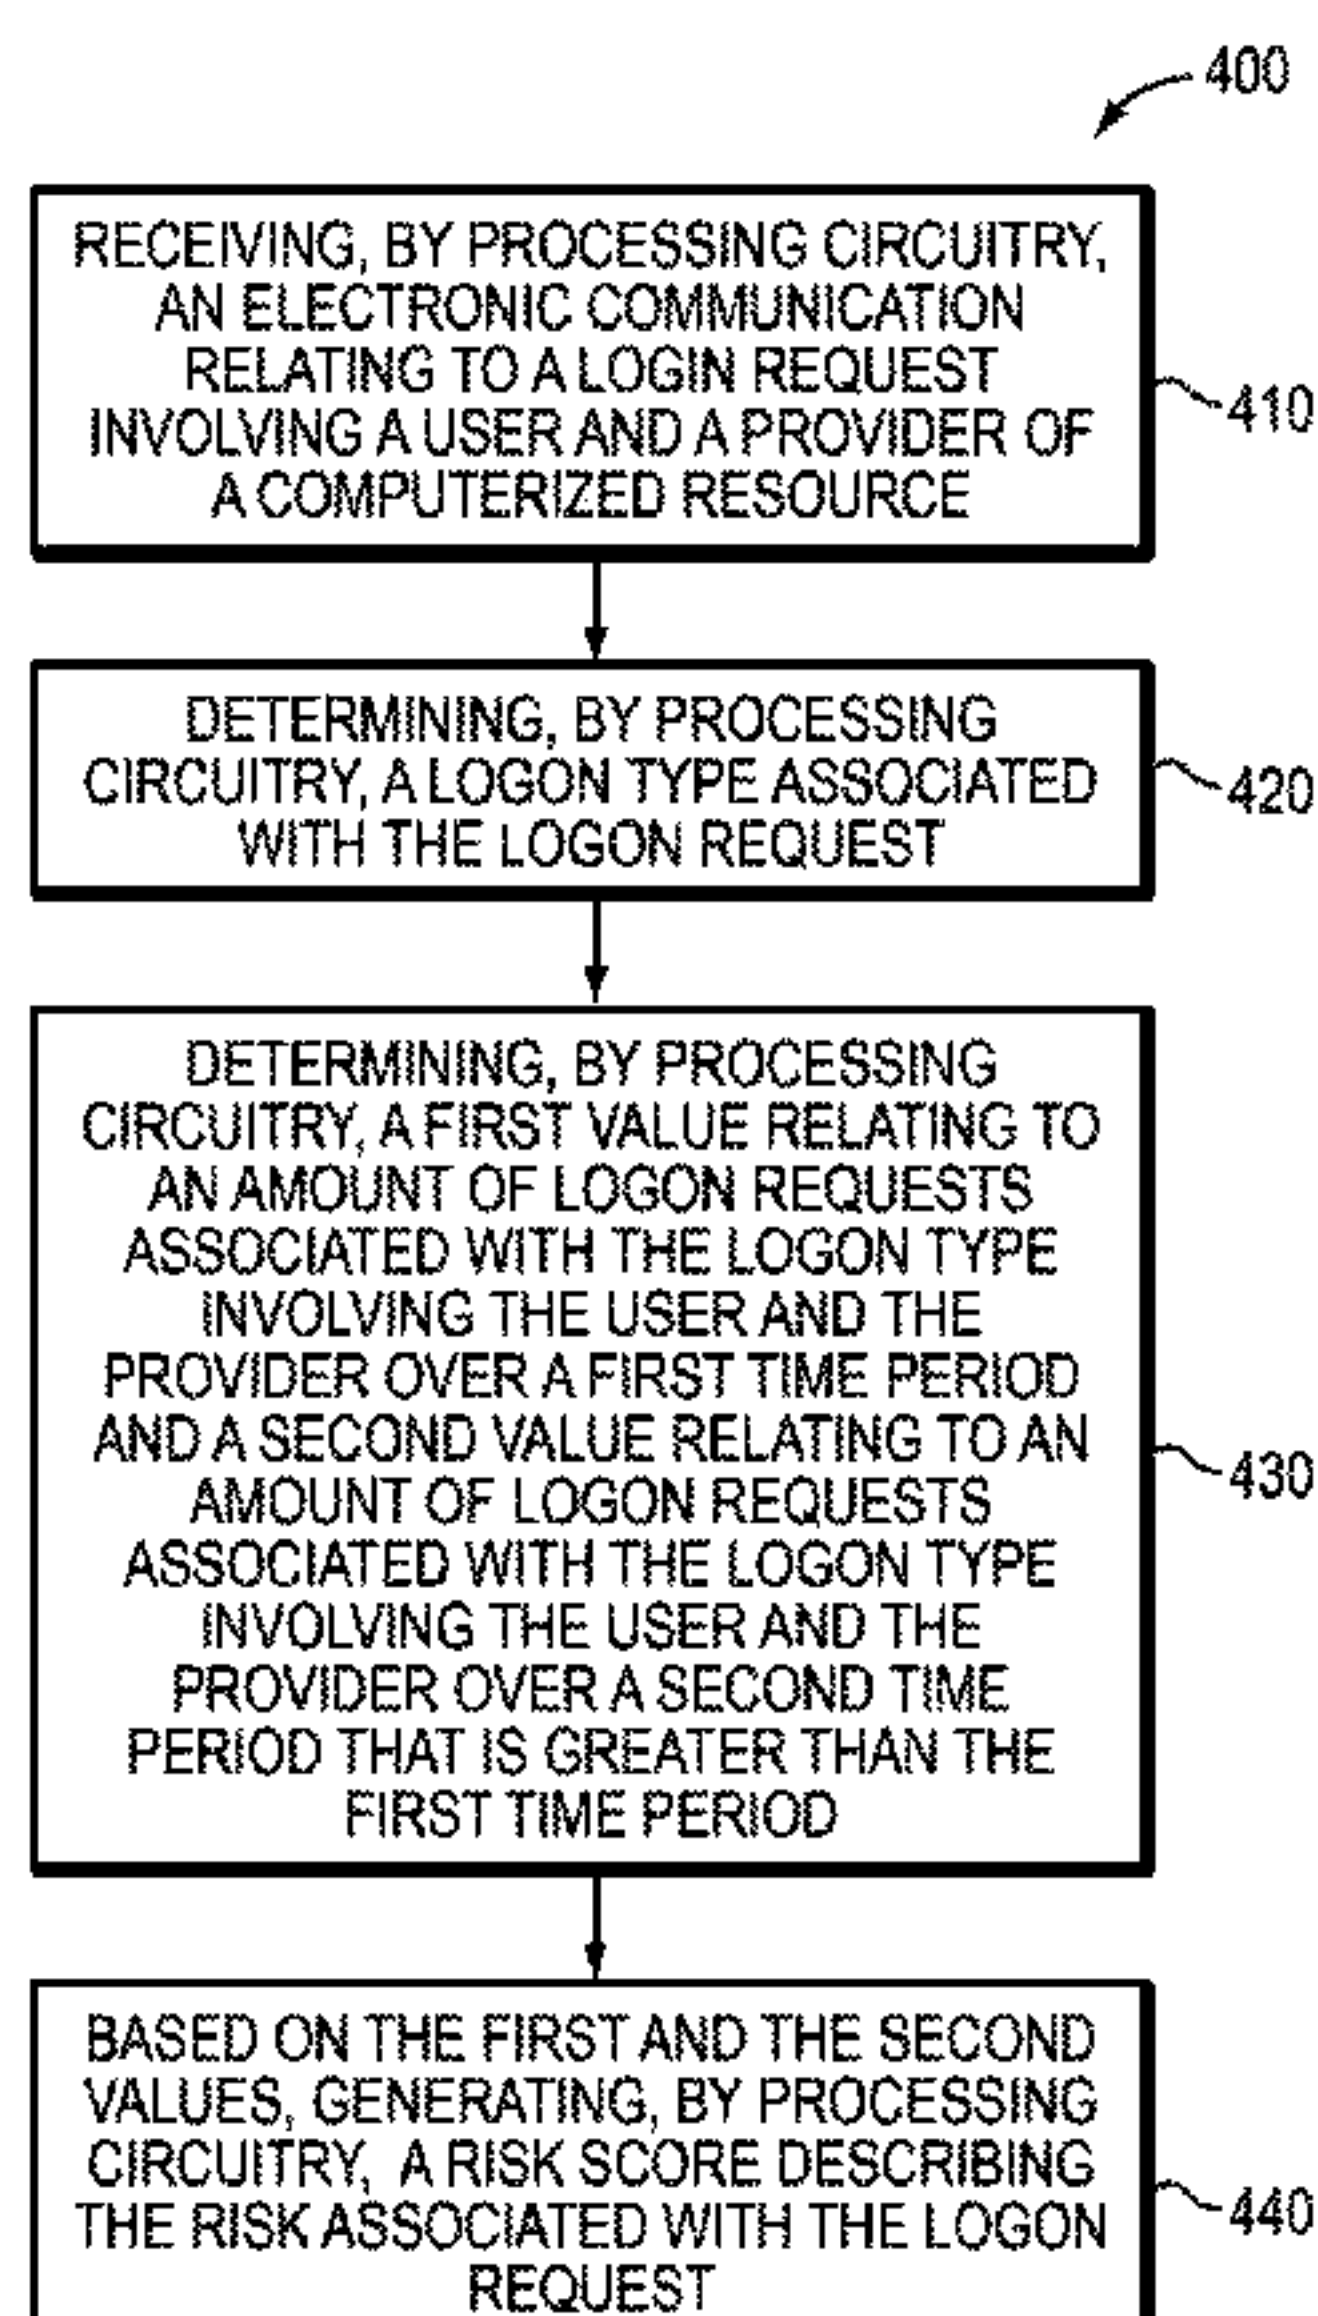 400
RECEIVING, BY PROCESSING CIRCUITRY,
AN ELECTRONIC COMMUNICATION
RELATING TO A LOGIN REQUEST
INVOLVING A USER AND A PROVIDER OF
A COMPUTERIZED RESOURCE
410
DETERMINING, BY PROCESSING
CIRCUITRY, A LOGON TYPE ASSOCIATED
WITH THE LOGON REQUEST
420
DETERMINING, BY PROCESSING
CIRCUITRY, A FIRST VALUE RELATING TO
AN AMOUNT OF LOGON REQUESTS
ASSOCIATED WITH THE LOGON TYPE
INVOLVING THE USER AND THE
PROVIDER OVER A FIRST TIME PERIOD
AND A SECOND VALUE RELATING TO AN
AMOUNT OF LOGON REQUESTS
ASSOCIATED WITH THE LOGON TYPE
INVOLVING THE USER AND THE
PROVIDER OVER A SECOND TIME
PERIOD THAT IS GREATER THAN THE
FIRST TIME PERIOD
430
BASED ON THE FIRST AND THE SECOND
VALUES, GENERATING, BY PROCESSING
CIRCUITRY, A RISK SCORE DESCRIBING
THE RISK ASSOCIATED WITH THE LOGON
REQUEST
440